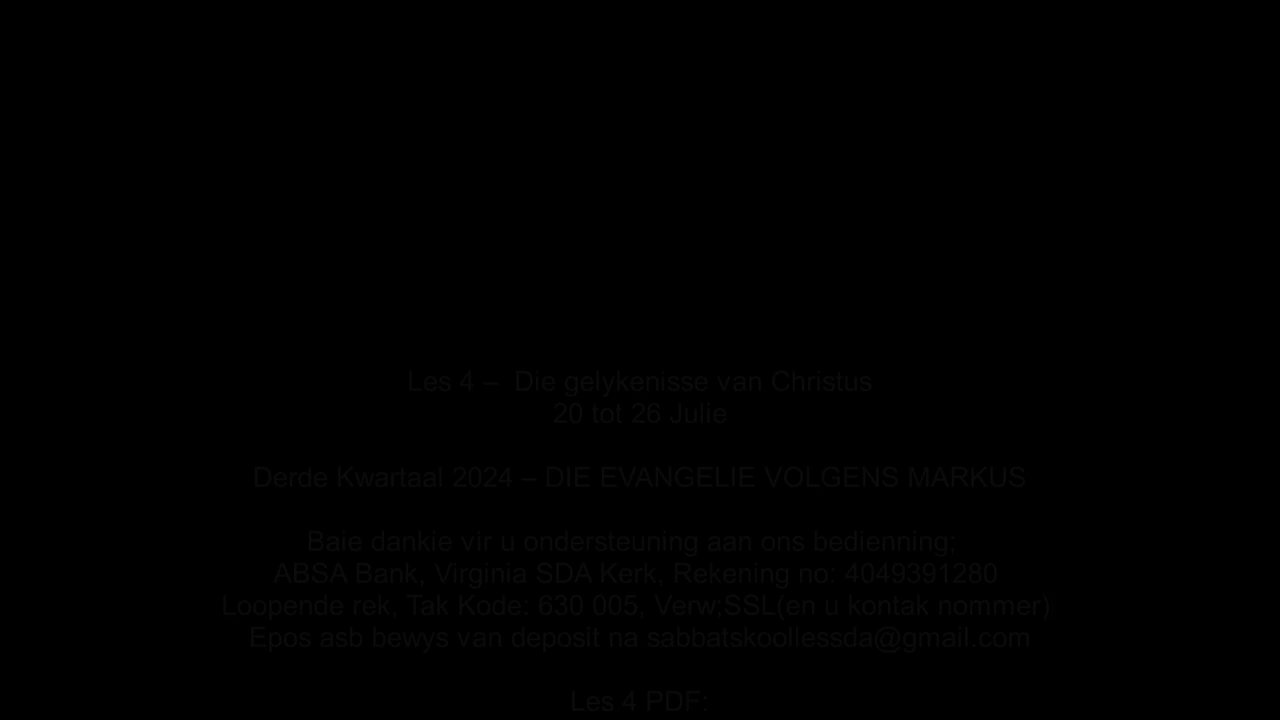 Les 4 – Die gelykenisse van Christus
20 tot 26 Julie
Derde Kwartaal 2024 – DIE EVANGELIE VOLGENS MARKUS
Baie dankie vir u ondersteuning aan ons bedienning;
ABSA Bank, Virginia SDA Kerk, Rekening no: 4049391280
Loopende rek, Tak Kode: 630 005, Verw;SSL(en u kontak nommer)
Epos asb bewys van deposit na sabbatskoollessda@gmail.com
Les 4 PDF: